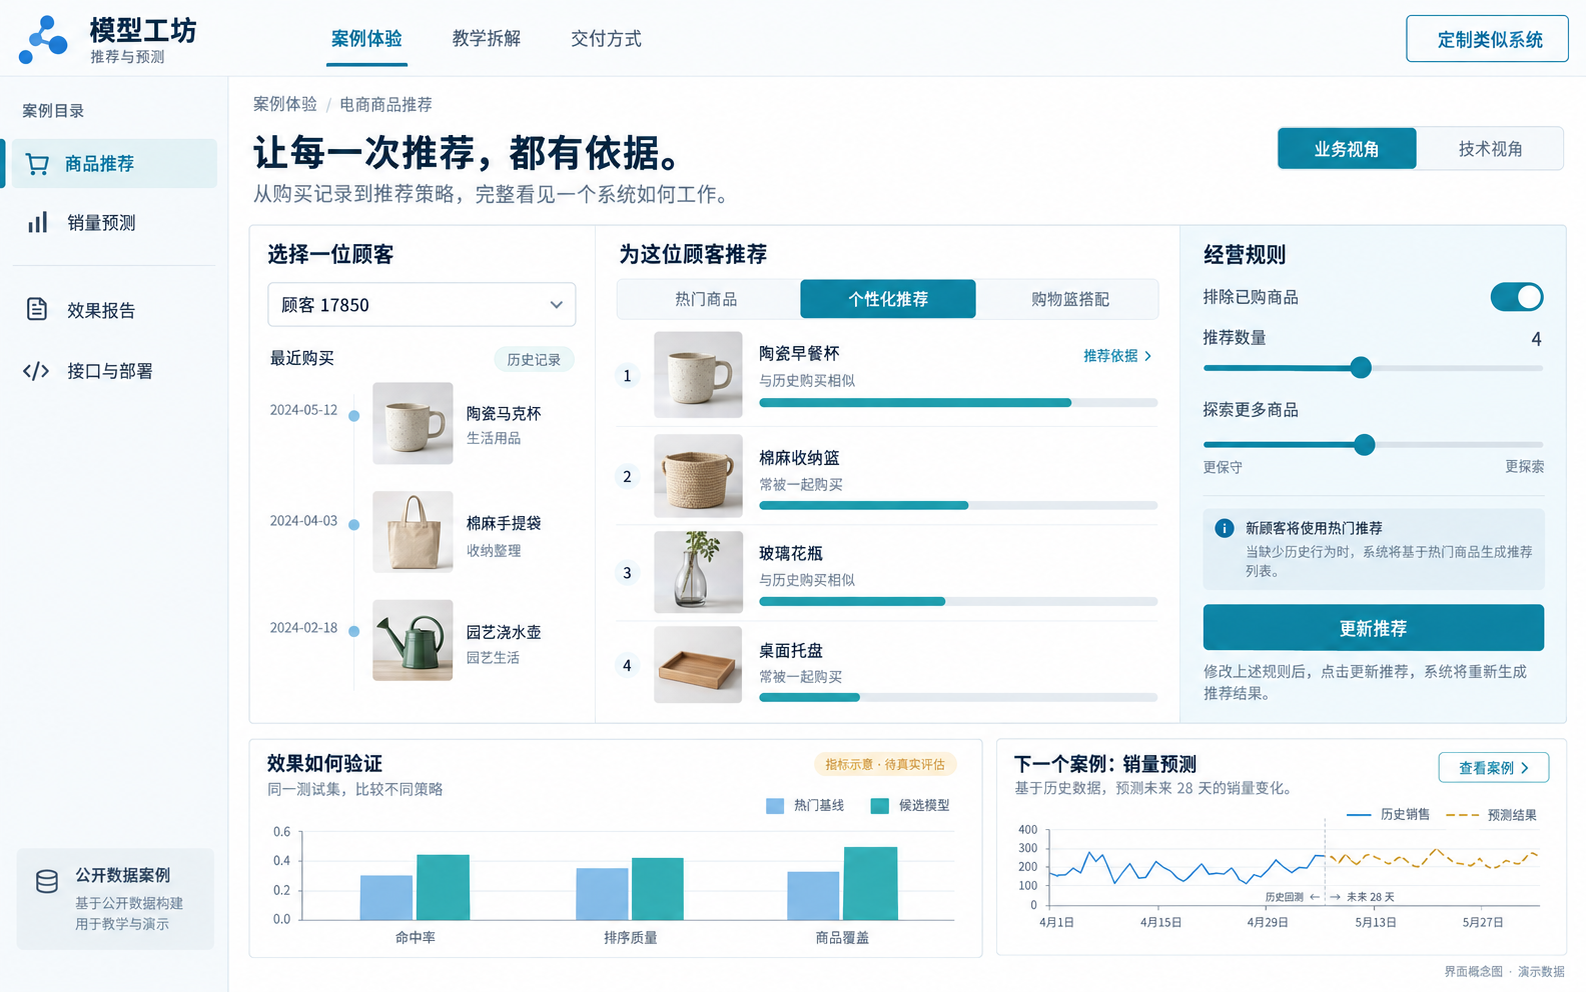 模型工坊
推荐与预测
案例体验
教学拆解
交付方式
定制类似系统
案例目录
商品推荐
销量预测
效果报告
接口与部署
公开数据案例
基于公开数据构建
用于教学与演示
案例体验 / 电商商品推荐
让每一次推荐，都有依据。
从购买记录到推荐策略，完整看见一个系统如何工作。
业务视角
技术视角
选择一位顾客
顾客 17850
最近购买
历史记录
2024-05-12
陶瓷马克杯
生活用品
2024-04-03
棉麻手提袋
收纳整理
2024-02-18
园艺浇水壶
园艺生活
为这位顾客推荐
热门商品
个性化推荐
购物篮搭配
1
陶瓷早餐杯
推荐依据
与历史购买相似
2
棉麻收纳篮
常被一起购买
3
玻璃花瓶
与历史购买相似
4
桌面托盘
常被一起购买
经营规则
排除已购商品
推荐数量
4
探索更多商品
更保守
更探索
新顾客将使用热门推荐
当缺少历史行为时，系统将基于热门商品生成推荐
列表。
更新推荐
修改上述规则后，点击更新推荐，系统将重新生成
推荐结果。
效果如何验证
指标示意 · 待真实评估
同一测试集，比较不同策略
热门基线
候选模型
0.6
0.4
0.2
0.0
命中率
排序质量
商品覆盖
下一个案例：销量预测
查看案例
基于历史数据，预测未来 28 天的销量变化。
历史销售
预测结果
400
300
200
100
0
历史回测 ← → 未来 28 天
4月1日
4月15日
4月29日
5月13日
5月27日
界面概念图 · 演示数据